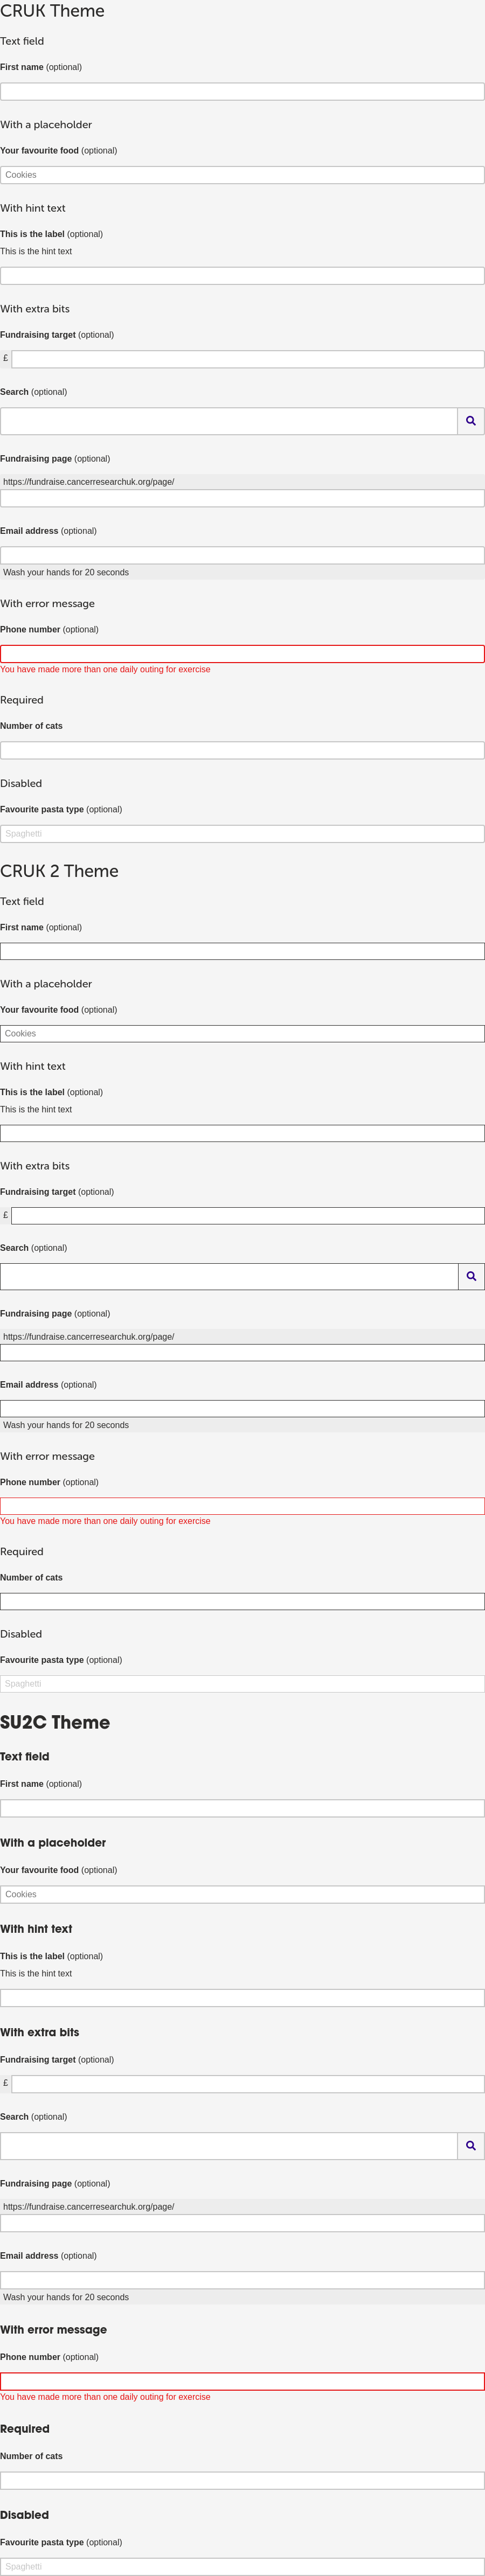 CRUK Theme
Text field
First name (optional)
With a placeholder
Your favourite food (optional)
Cookies
With hint text
This is the label (optional)
This is the hint text
With extra bits
Fundraising target (optional)
£
Search (optional)
Fundraising page (optional)
https://fundraise.cancerresearchuk.org/page/
Email address (optional)
Wash your hands for 20 seconds
With error message
Phone number (optional)
You have made more than one daily outing for exercise
Required
Number of cats
Disabled
Favourite pasta type (optional)
Spaghetti
CRUK 2 Theme
Text field
First name (optional)
With a placeholder
Your favourite food (optional)
Cookies
With hint text
This is the label (optional)
This is the hint text
With extra bits
Fundraising target (optional)
£
Search (optional)
Fundraising page (optional)
https://fundraise.cancerresearchuk.org/page/
Email address (optional)
Wash your hands for 20 seconds
With error message
Phone number (optional)
You have made more than one daily outing for exercise
Required
Number of cats
Disabled
Favourite pasta type (optional)
Spaghetti
SU2C Theme
Text field
First name (optional)
With a placeholder
Your favourite food (optional)
Cookies
With hint text
This is the label (optional)
This is the hint text
With extra bits
Fundraising target (optional)
£
Search (optional)
Fundraising page (optional)
https://fundraise.cancerresearchuk.org/page/
Email address (optional)
Wash your hands for 20 seconds
With error message
Phone number (optional)
You have made more than one daily outing for exercise
Required
Number of cats
Disabled
Favourite pasta type (optional)
Spaghetti